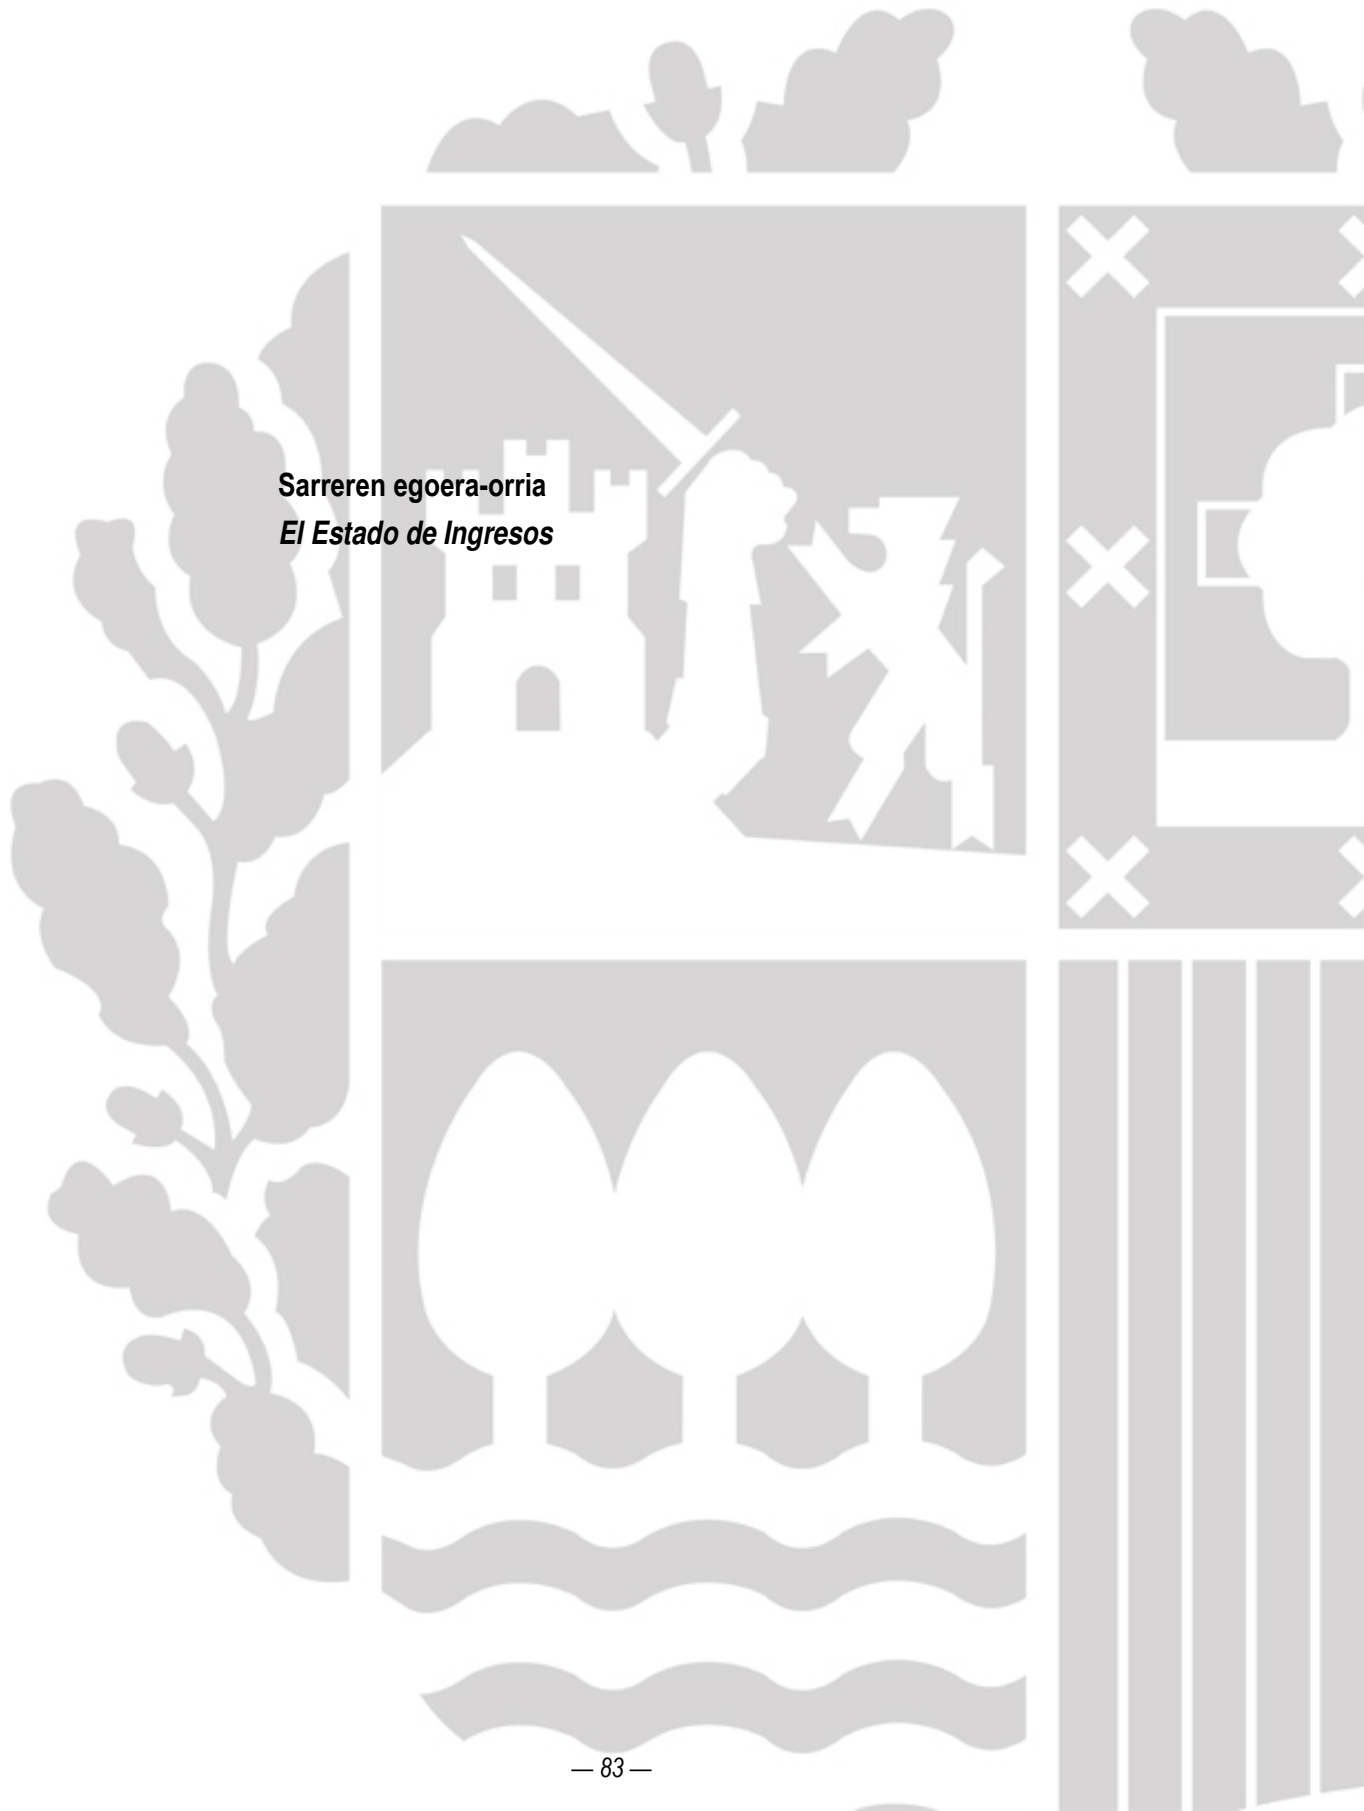 Sarreren egoera-orria
El Estado de Ingresos
— 83 —